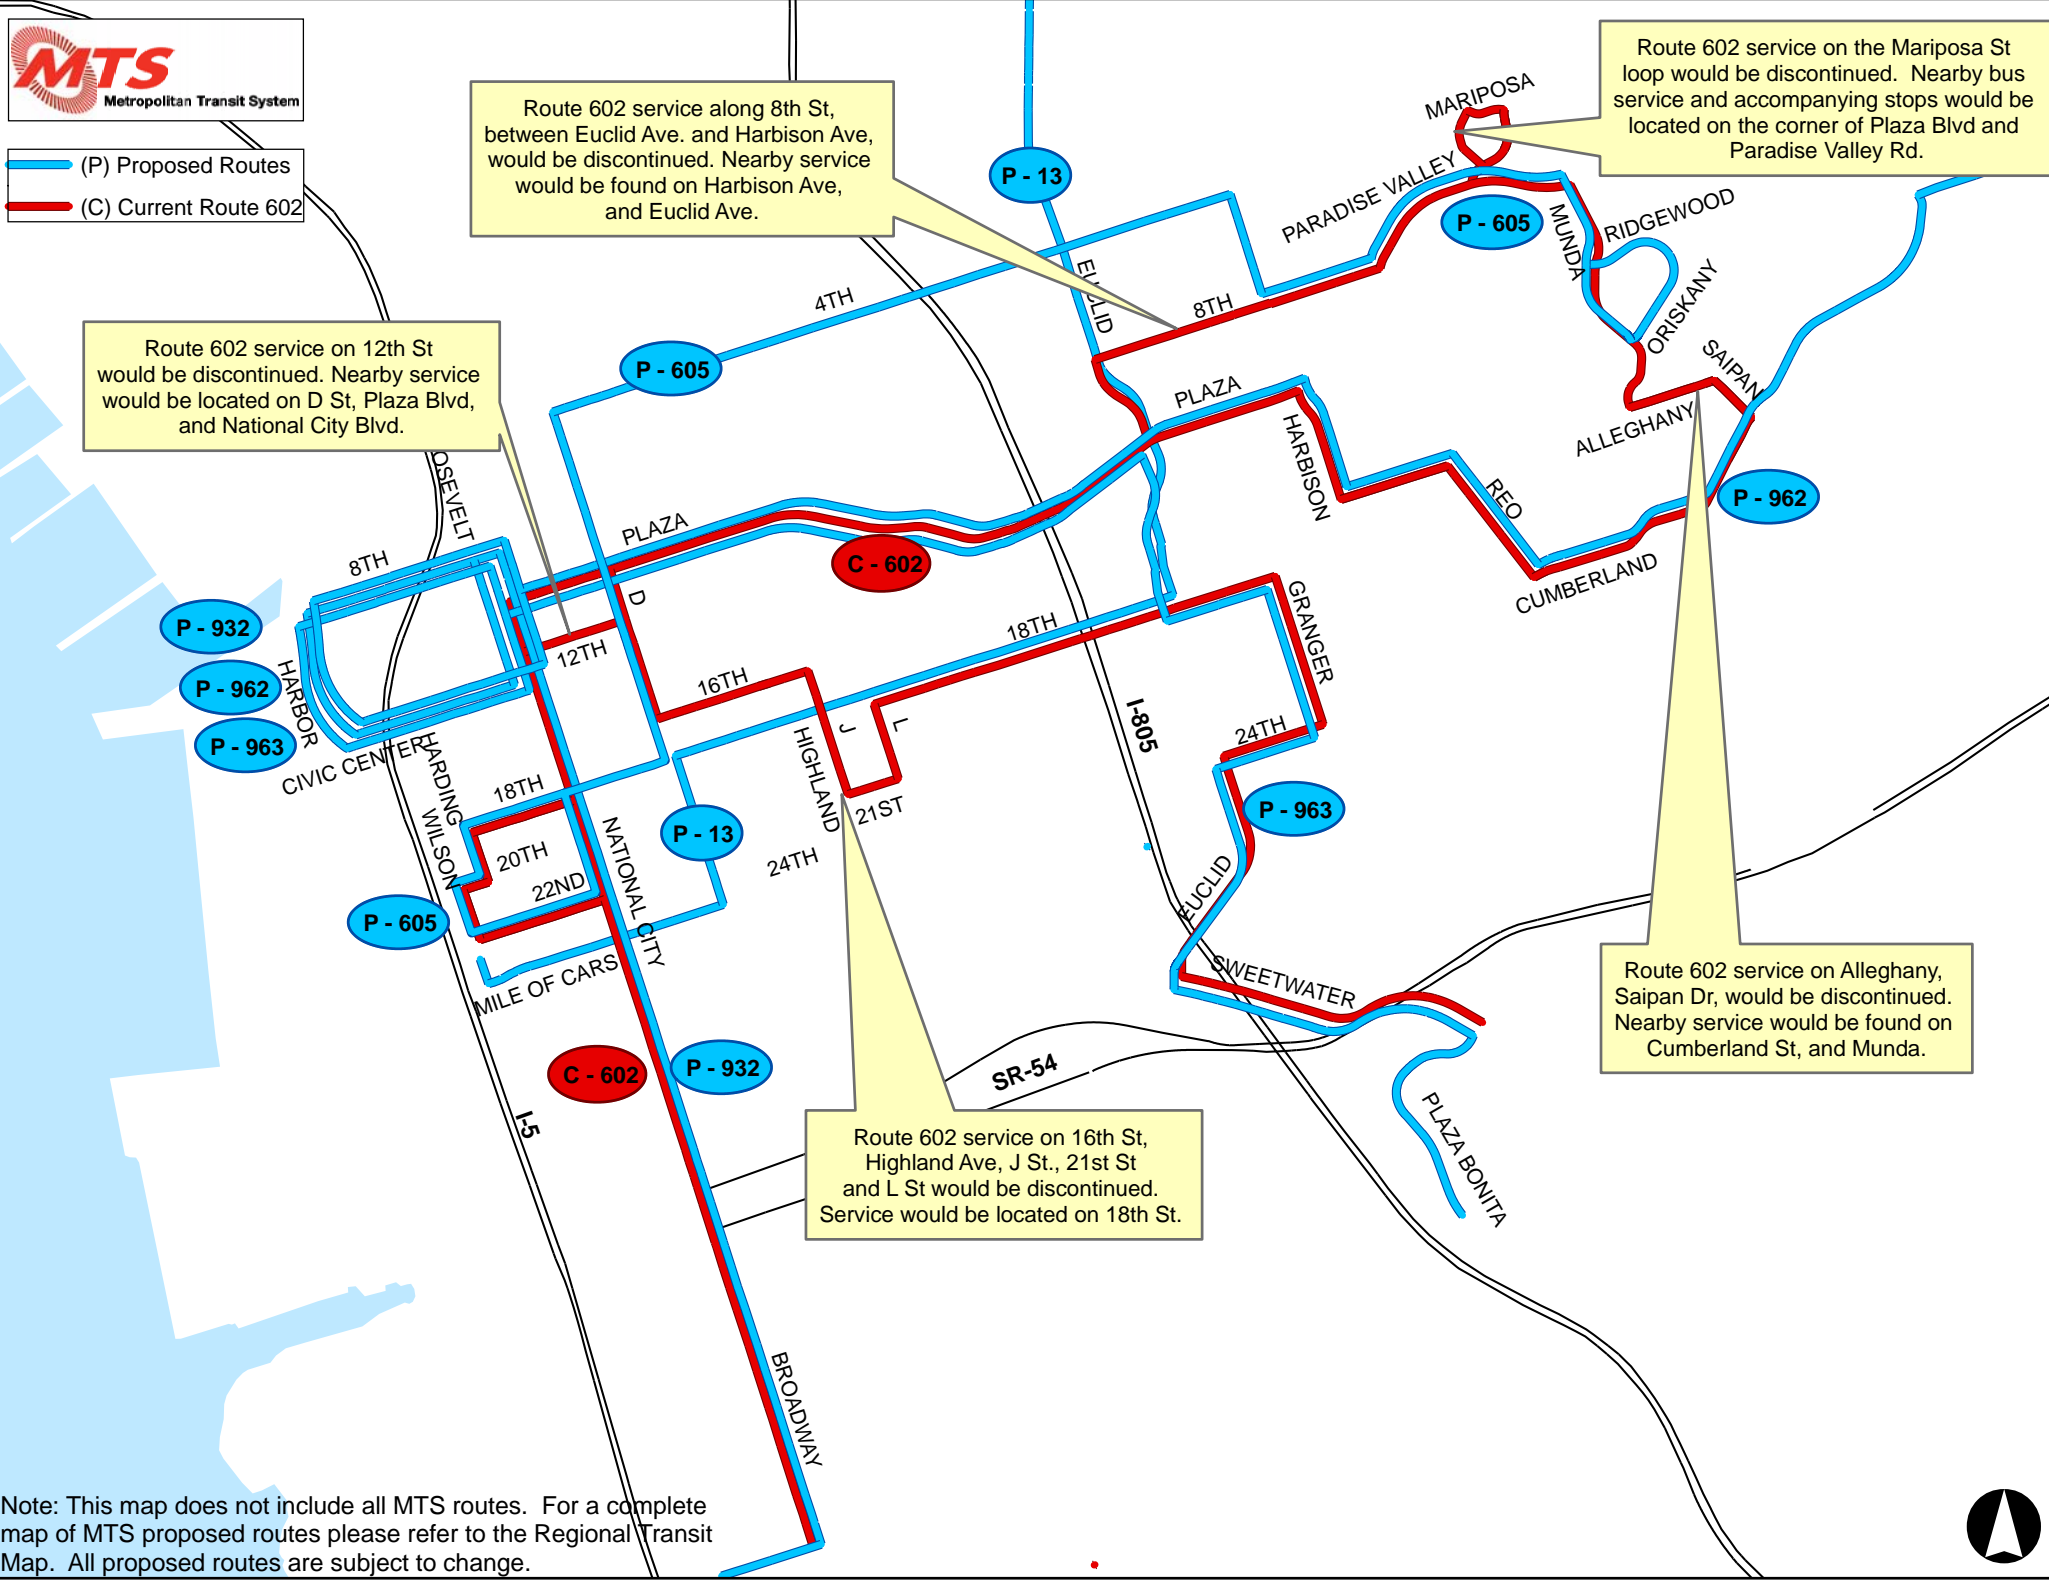 MTS
Metropolitan Transit System
(P) Proposed Routes
(C) Current Route 602
Route 602 service along 8th St,
between Euclid Ave. and Harbison Ave,
would be discontinued. Nearby service
would be found on Harbison Ave,
and Euclid Ave.
Route 602 service on the Mariposa St
loop would be discontinued.  Nearby bus
service and accompanying stops would be
located on the corner of Plaza Blvd and
Paradise Valley Rd.
Route 602 service on 12th St
would be discontinued. Nearby service
would be located on D St, Plaza Blvd,
and National City Blvd.
MARIPOSA
PARADISE VALLEY
P - 13
P - 605
MUNDA
RIDGEWOOD
ORISKANY
EUCLID
8TH
4TH
P - 605
SAIPAN
ALLEGHANY
PLAZA
HARBISON
REO
P - 962
CUMBERLAND
OSEVELT
PLAZA
8TH
C - 602
D
12TH
P - 932
P - 962
P - 963
HARBOR
CIVIC CENTER
18TH
GRANGER
16TH
J
L
HIGHLAND
21ST
24TH
I-805
24TH
P - 963
HARDING
18TH
WILSON
20TH
22ND
NATIONAL CITY
P - 13
P - 605
MILE OF CARS
EUCLID
SWEETWATER
C - 602
P - 932
SR-54
I-5
PLAZA BONITA
BROADWAY
Route 602 service on Alleghany,
Saipan Dr, would be discontinued.
Nearby service would be found on
Cumberland St, and Munda.
Route 602 service on 16th St,
Highland Ave, J St., 21st St
and L St would be discontinued.
Service would be located on 18th St.
Note: This map does not include all MTS routes.  For a complete
map of MTS proposed routes please refer to the Regional Transit
Map.  All proposed routes are subject to change.